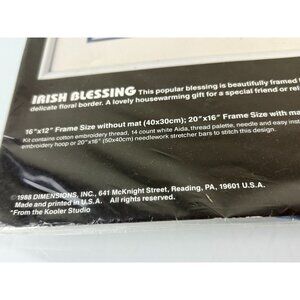 IRISH BLESSING This popular blessing is beautifully framed
delicate floral border. A lovely housewarming gift for a special friend or
16"x12" Frame Size without mat (40x30cm); 20"x16" Frame Size with
Kit contains cotton embroidery thread, 14 count white Aida, thread palette, needle and easy
embroidery hoop or 20"x16" (50x40cm) needlework stretcher bars to stitch this design.
©1988 DIMENSIONS, INC., 641 McKnight Street, Reading, PA, 19601 U.S.A.
Made and printed in U.S.A. All rights reserved.
*From the Kooler Studio